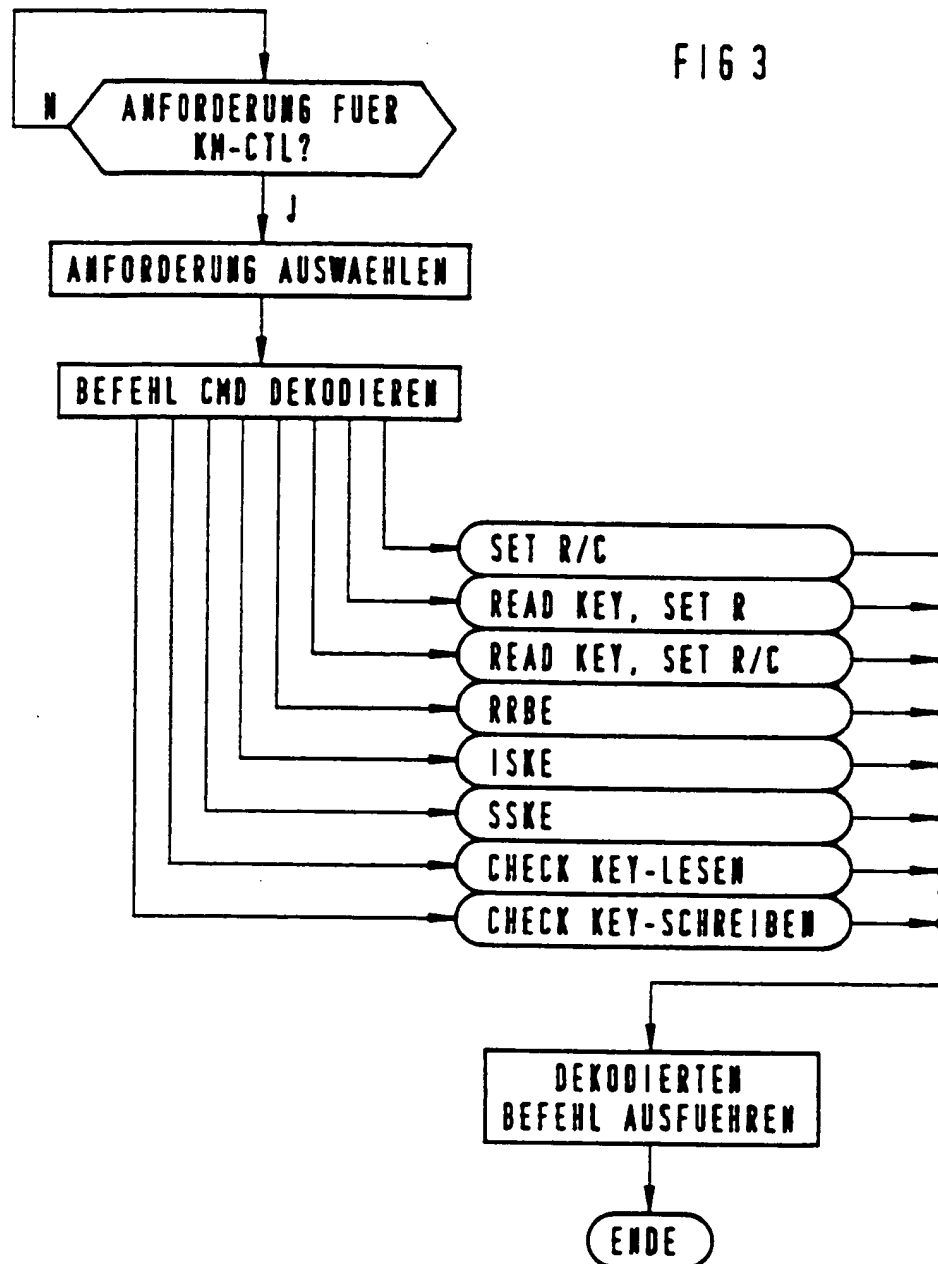 FIG 3
N
ANFORDERUNG FUER
KM-CTL?
J
ANFORDERUNG AUSWAEHLEN
BEFEHL CMD DEKODIEREN
SET R/C
READ KEY, SET R
READ KEY, SET R/C
RRBE
ISKE
SSKE
CHECK KEY-LESEN
CHECK KEY-SCHREIBEN
DEKODIERTEN
BEFEHL AUSFUEHREN
ENDE